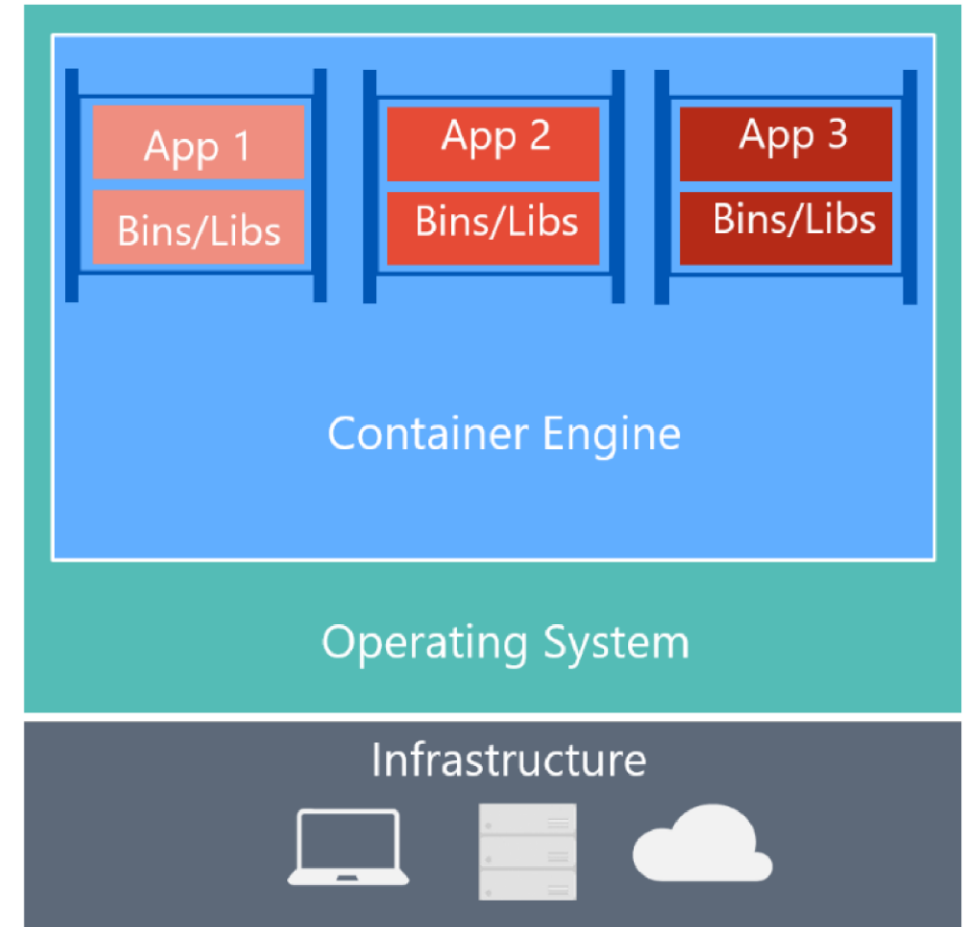 App 1
App 2
App 3
Bins/Libs
Bins/Libs
Bins/Libs
Container Engine
Operating System
Infrastructure